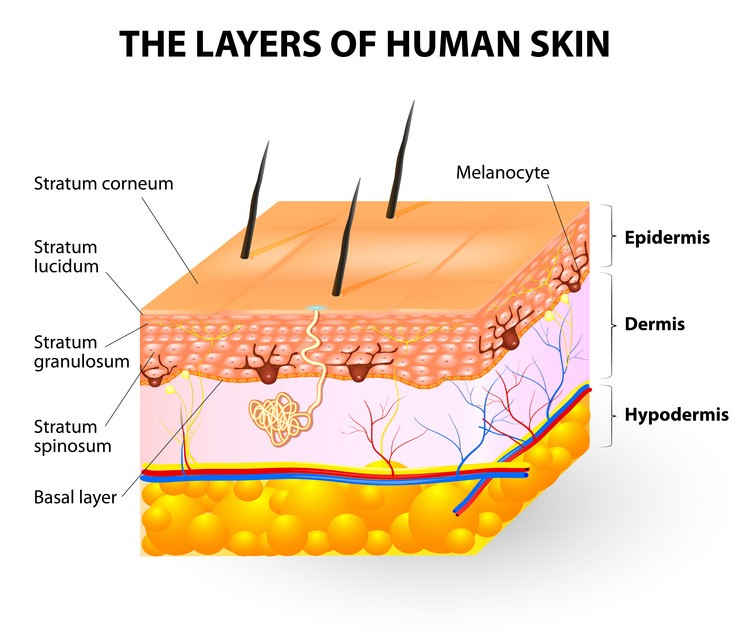 THE LAYERS OF HUMAN SKIN
Stratum corneum
Melanocyte
Stratum
lucidum
Epidermis
Stratum
granulosum
Dermis
Stratum
spinosum
Hypodermis
Basal layer